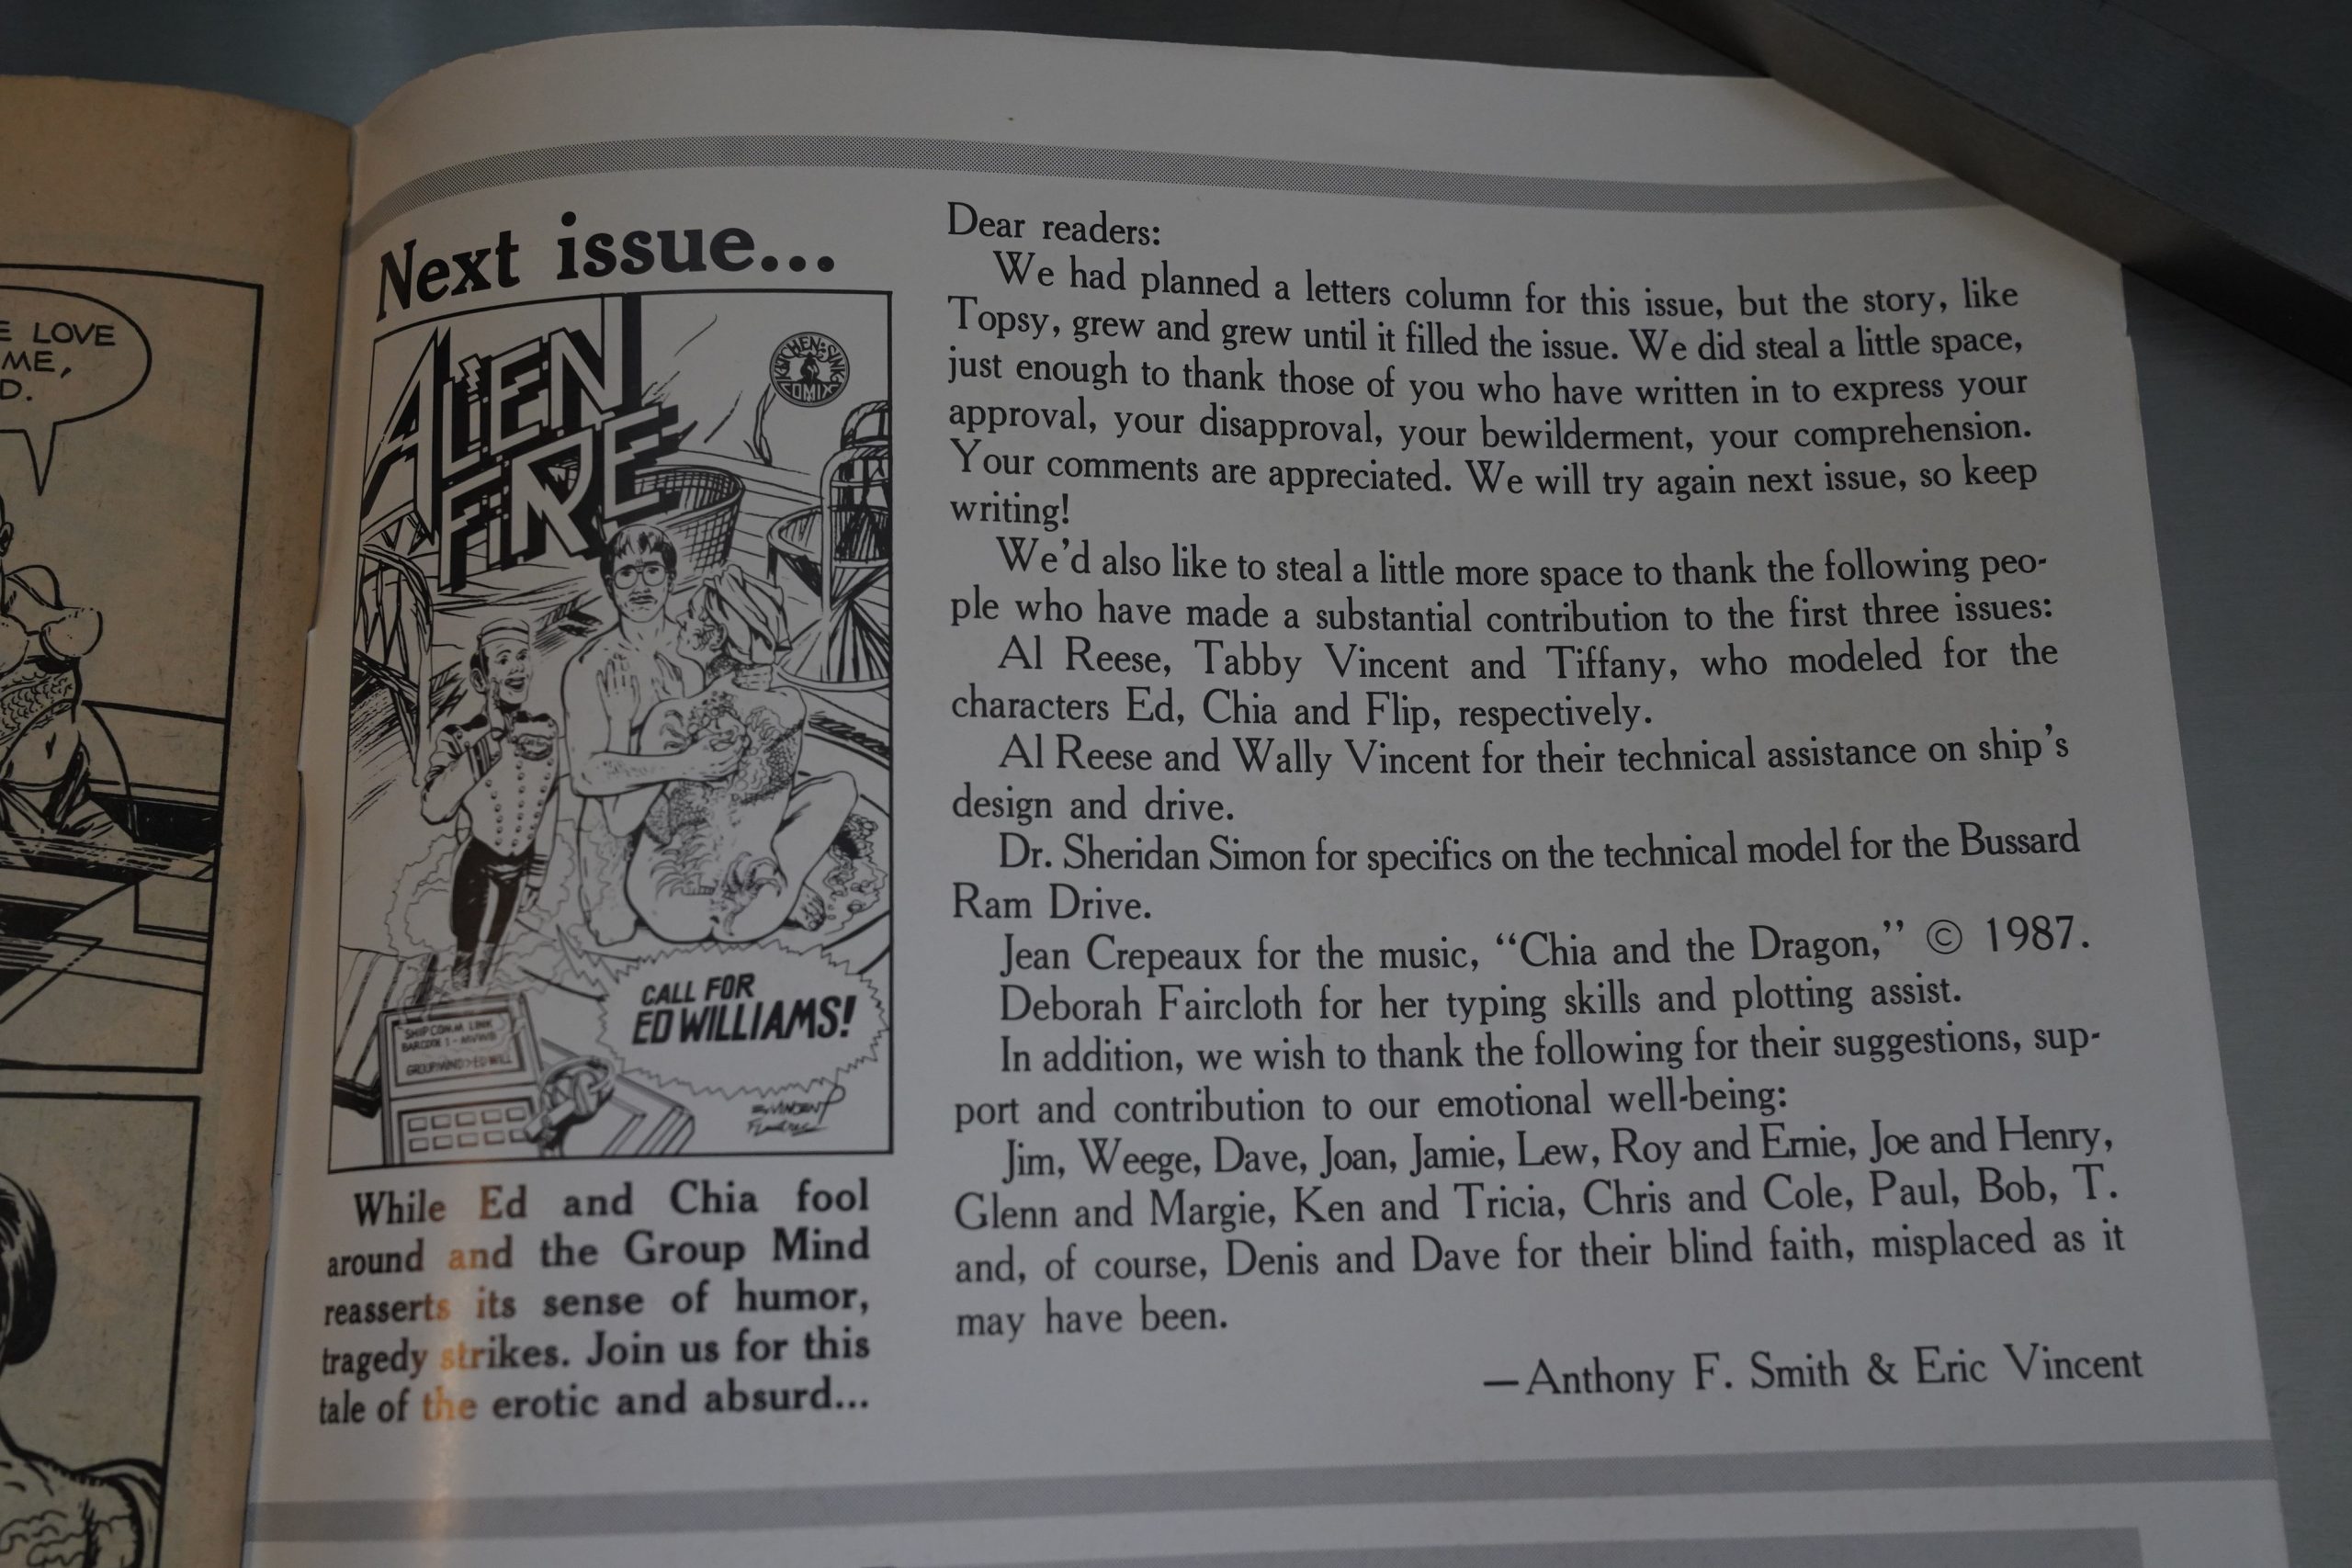 E LOVE
ME,
D.
Next issue...
ALIEN
FIRE
KITCHEN SINK
COMIX
CALL FOR
ED WILLIAMS!
SHIPCOMM LINK
GROUPMIND>ED WILL
While Ed and Chia fool
around and the Group Mind
reasserts its sense of humor,
tragedy strikes. Join us for this
tale of the erotic and absurd...
Dear readers:
We had planned a letters column for this issue, but the story, like
Topsy, grew and grew until it filled the issue. We did steal a little space,
just enough to thank those of you who have written in to express your
approval, your disapproval, your bewilderment, your comprehension.
Your comments are appreciated. We will try again next issue, so keep
writing!
We'd also like to steal a little more space to thank the following peo-
ple who have made a substantial contribution to the first three issues:
Al Reese, Tabby Vincent and Tiffany, who modeled for the
characters Ed, Chia and Flip, respectively.
Al Reese and Wally Vincent for their technical assistance on ship's
design and drive.
Dr. Sheridan Simon for specifics on the technical model for the Bussard
Ram Drive.
Jean Crepeaux for the music, “Chia and the Dragon,” © 1987.
Deborah Faircloth for her typing skills and plotting assist.
In addition, we wish to thank the following for their suggestions, sup-
port and contribution to our emotional well-being:
Jim, Weege, Dave, Joan, Jamie, Lew, Roy and Ernie, Joe and Henry,
Glenn and Margie, Ken and Tricia, Chris and Cole, Paul, Bob, T.
and, of course, Denis and Dave for their blind faith, misplaced as it
may have been.
—Anthony F. Smith & Eric Vincent